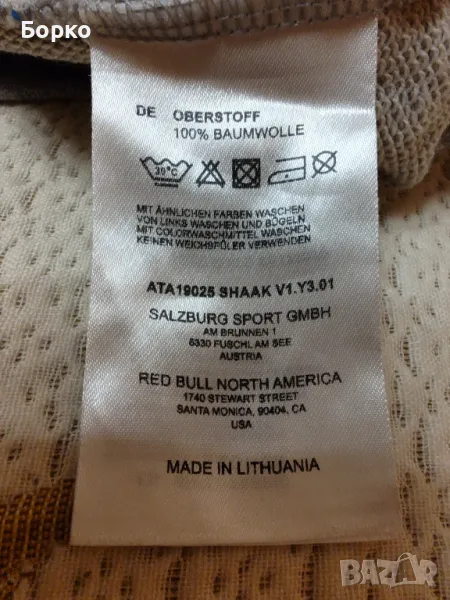 Борко
DE OBERSTOFF
100% BAUMWOLLE
30°C
MIT ÄHNLICHEN FARBEN WASCHEN
VON LINKS WASCHEN UND BÜGELN
MIT COLORWASCHMITTEL WASCHEN
KEINEN WEICHSPÜLER VERWENDEN
ATA19025 SHAAK V1.Y3.01
SALZBURG SPORT GMBH
AM BRUNNEN 1
5330 FUSCHL AM SEE
AUSTRIA
RED BULL NORTH AMERICA
1740 STEWART STREET
SANTA MONICA, 90404, CA
USA
MADE IN LITHUANIA
BAZAR.bg